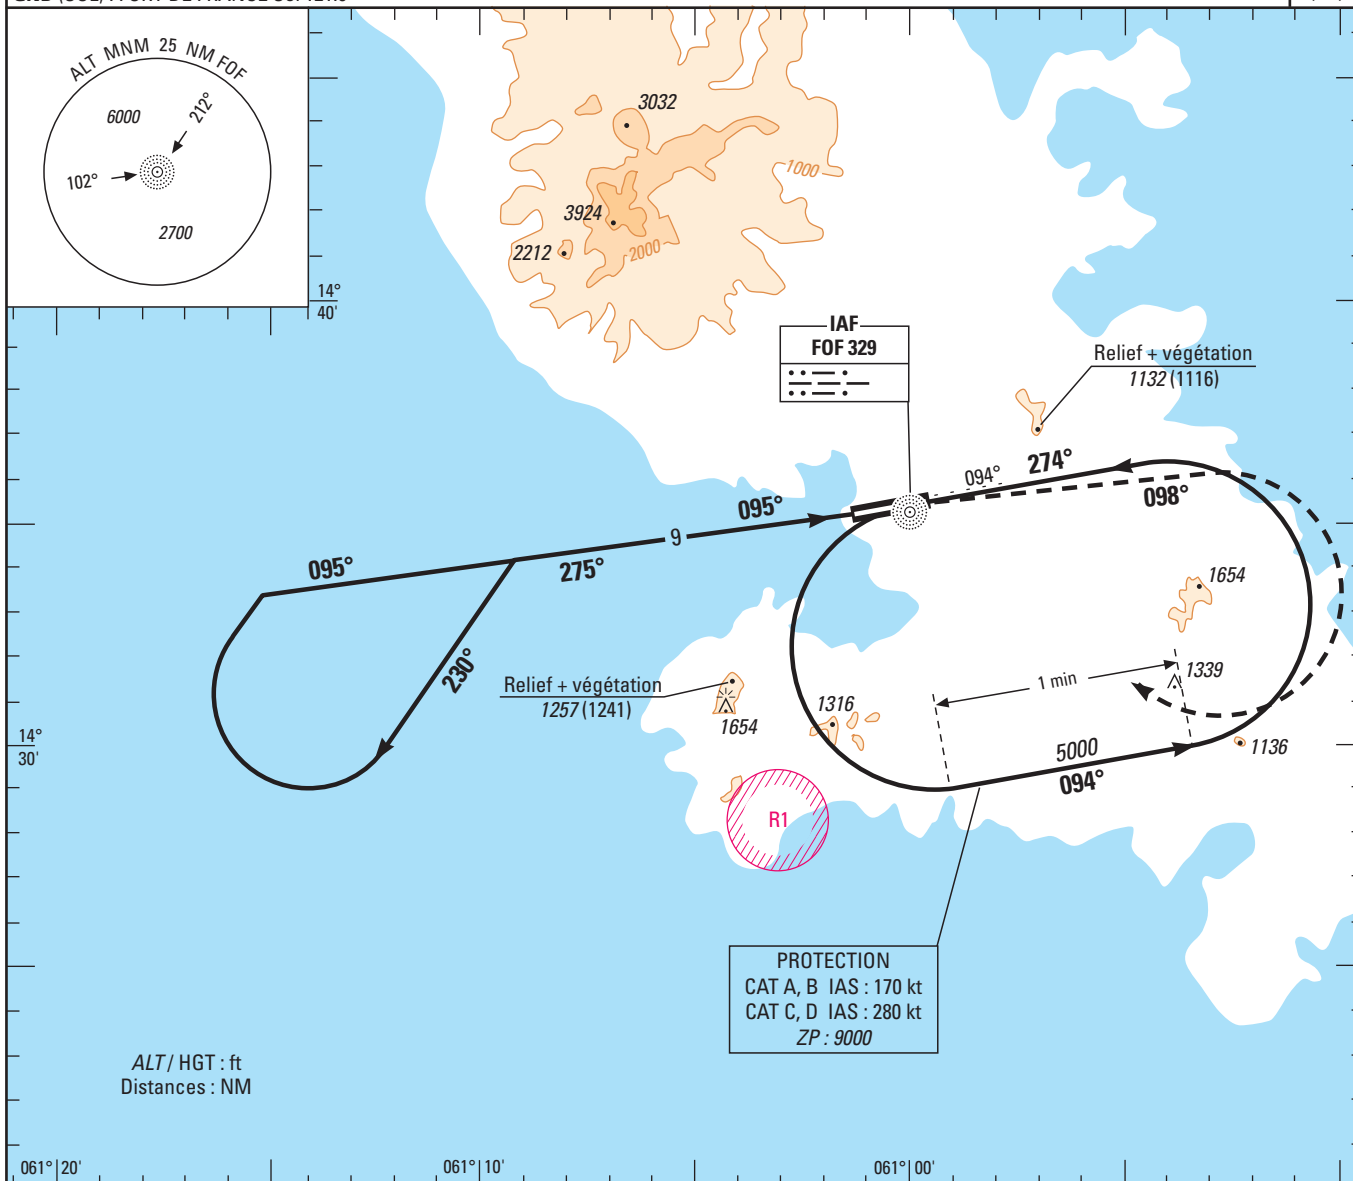 ALT MNM 25 NM FOF
6000
212°
102°
2700
14°
40'
3032
1000
3924
2000
2212
IAF
FOF 329
Relief + végétation
1132 (1116)
094°
274°
098°
095°
9
095°
275°
230°
1654
1339
1 min
Relief + végétation
1257 (1241)
1654
1316
14°
30'
5000
094°
1136
R1
PROTECTION
CAT A, B IAS : 170 kt
CAT C, D IAS : 280 kt
ZP : 9000
ALT / HGT : ft
Distances : NM
061° 20'
061° 10'
061° 00'